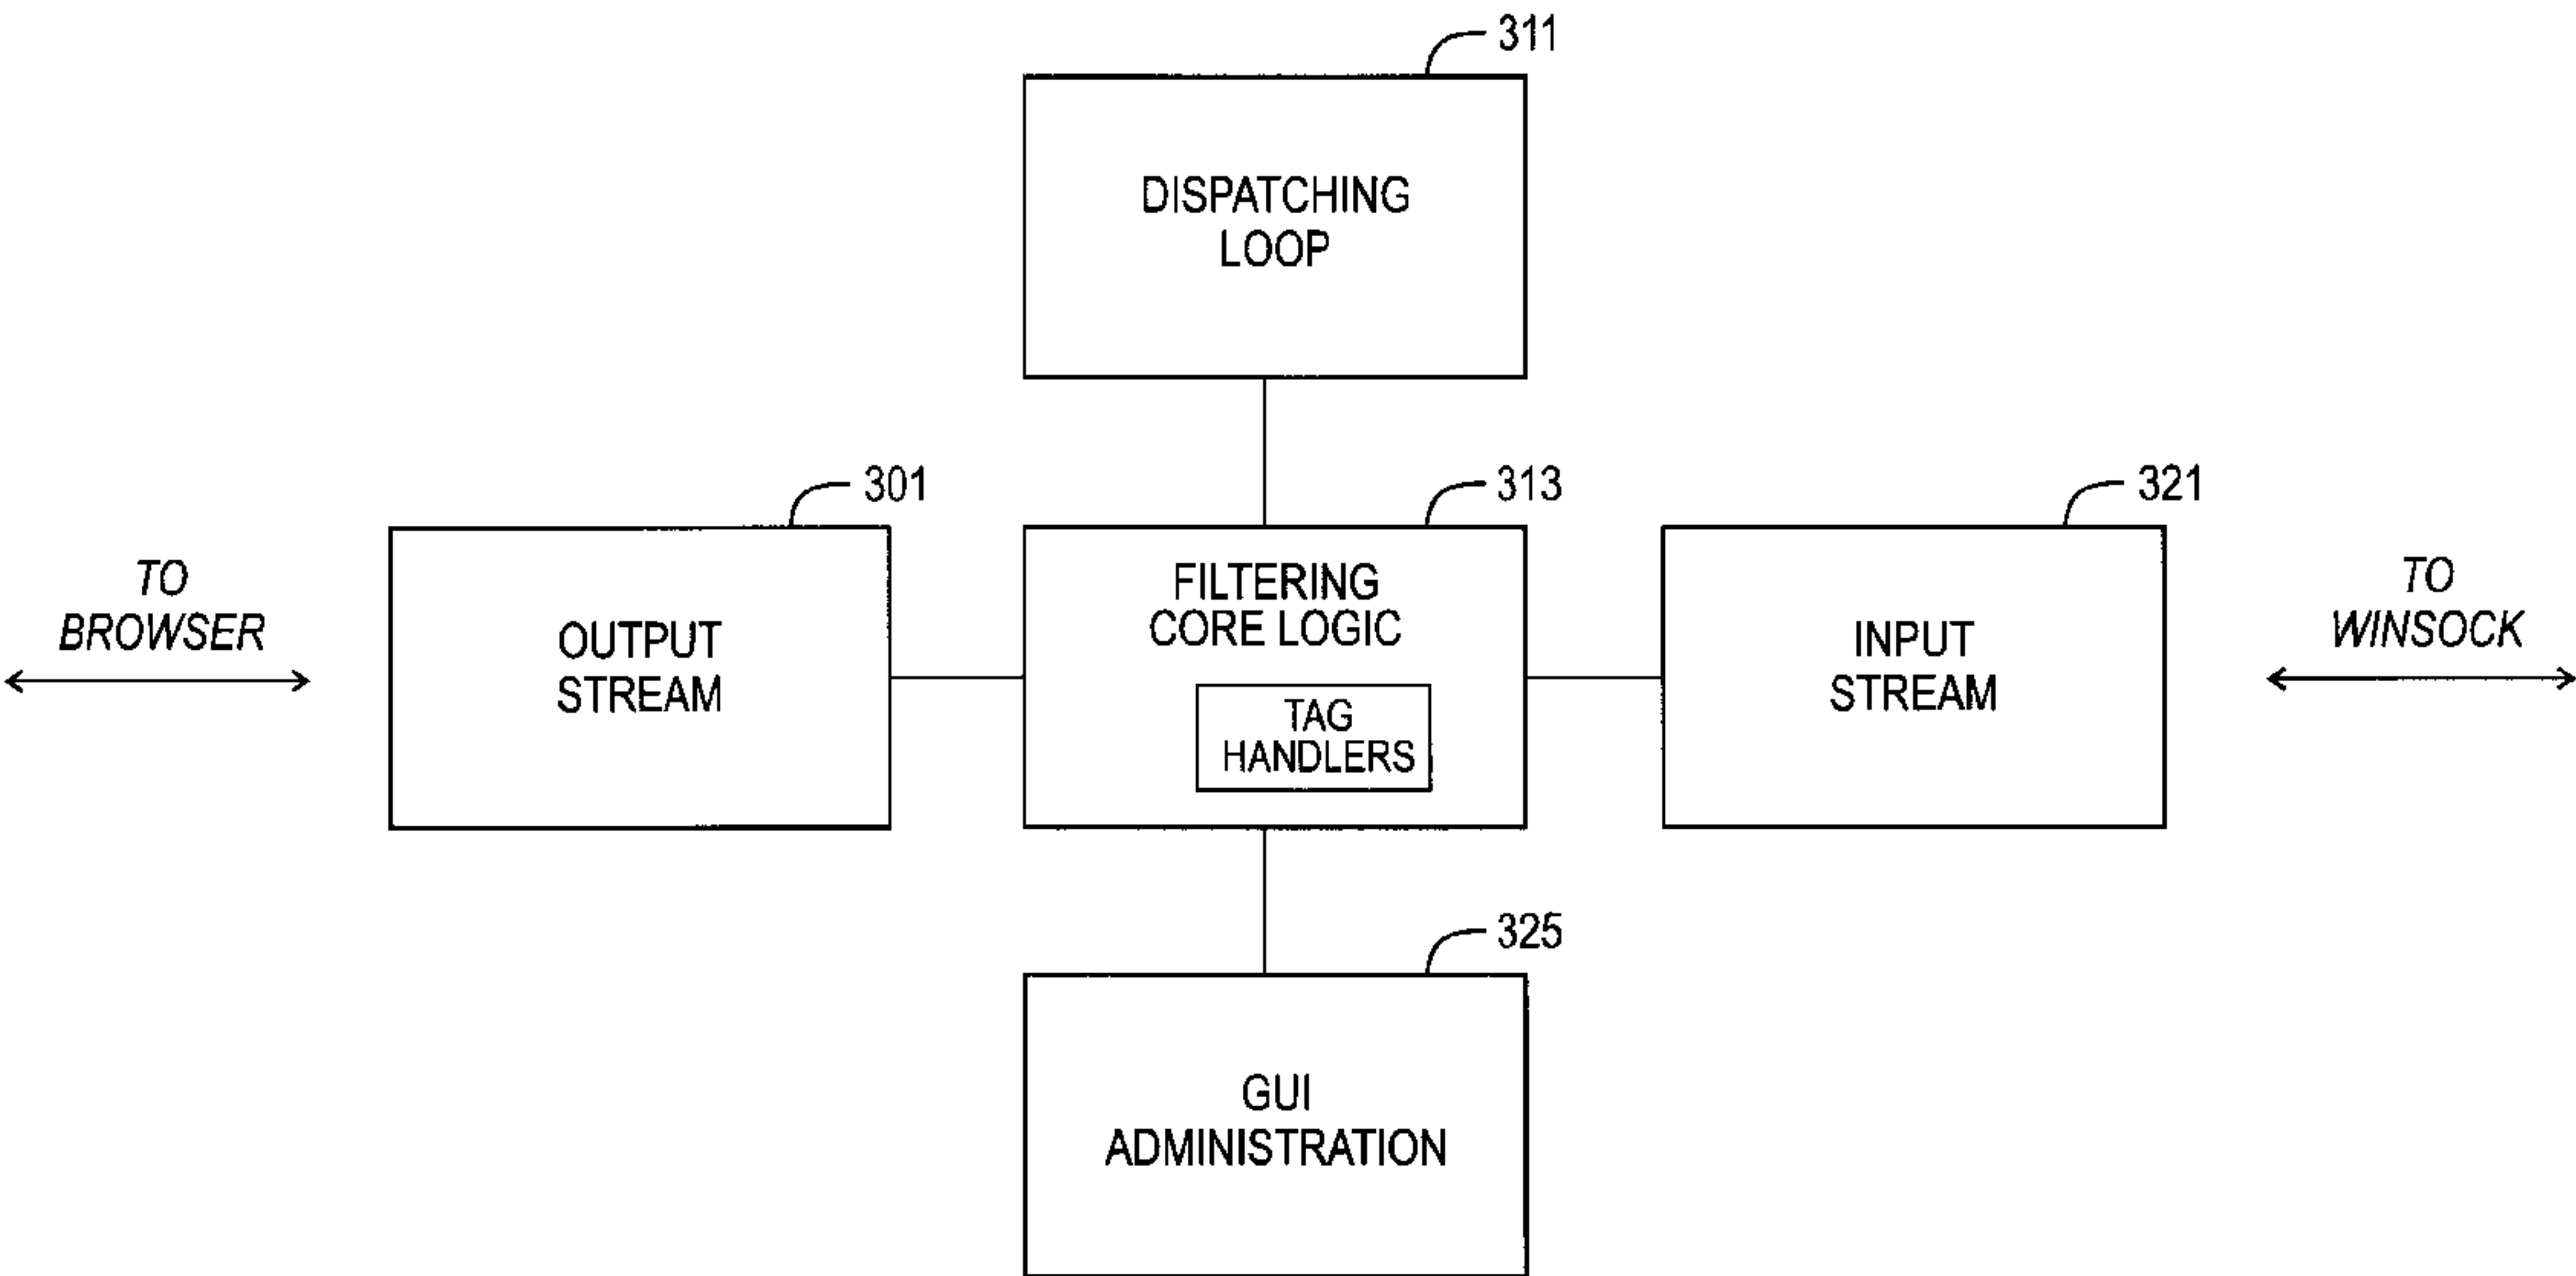 311
DISPATCHING
LOOP
301
313
321
TO
BROWSER
OUTPUT
STREAM
FILTERING
CORE LOGIC
TAG
HANDLERS
INPUT
STREAM
TO
WINSOCK
325
GUI
ADMINISTRATION